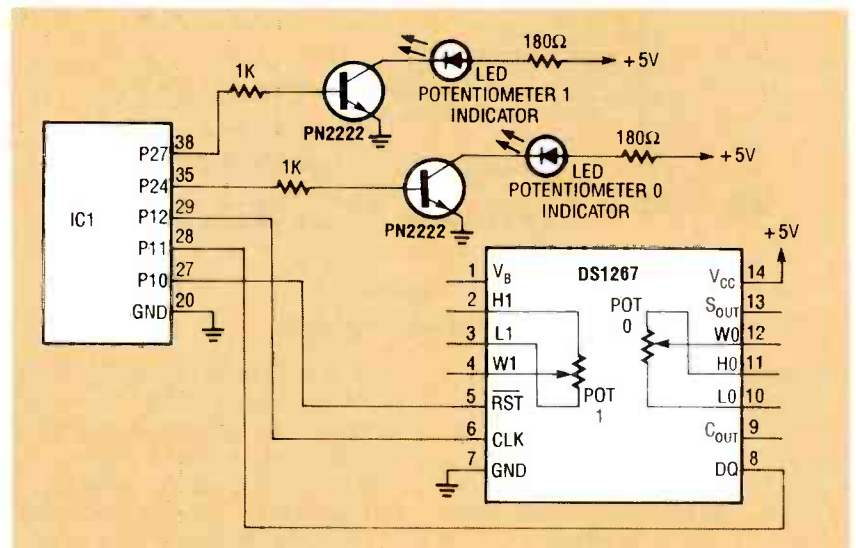 180Ω
+5V
1K
LED
POTENTIOMETER 1
INDICATOR
PN2222
180Ω
+5V
1K
LED
POTENTIOMETER 0
INDICATOR
PN2222
IC1
P27 38
P24 35
P12 29
P11 28
P10 27
GND 20
+5V
DS1267
1 VB
2 H1
3 L1
4 W1
5 RST
6 CLK
7 GND
POT
1
POT
0
VCC 14
SOUT 13
W0 12
H0 11
L0 10
COUT 9
DQ 8